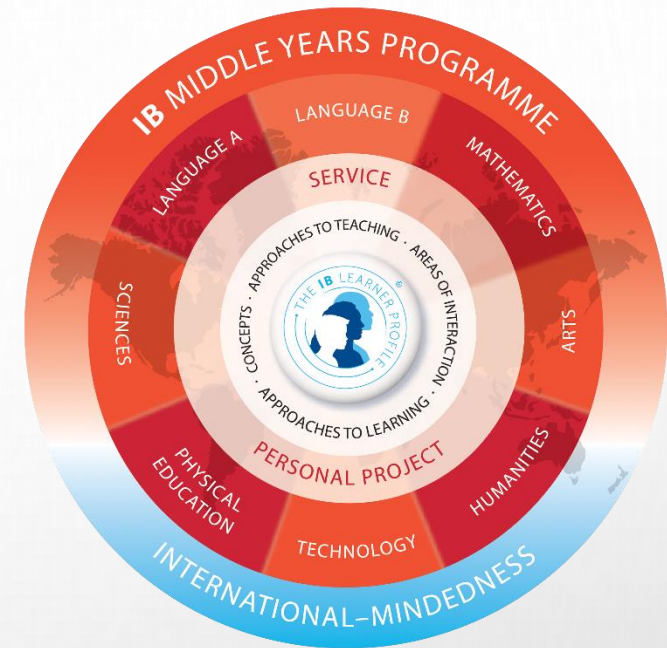 IB MIDDLE YEARS PROGRAMME
LANGUAGE A
LANGUAGE B
MATHEMATICS
SCIENCES
ARTS
PHYSICAL
EDUCATION
TECHNOLOGY
HUMANITIES
SERVICE
PERSONAL PROJECT
· APPROACHES TO TEACHING · AREAS OF INTERACTION
· APPROACHES TO LEARNING · CONCEPTS
THE IB LEARNER PROFILE ®
INTERNATIONAL–MINDEDNESS